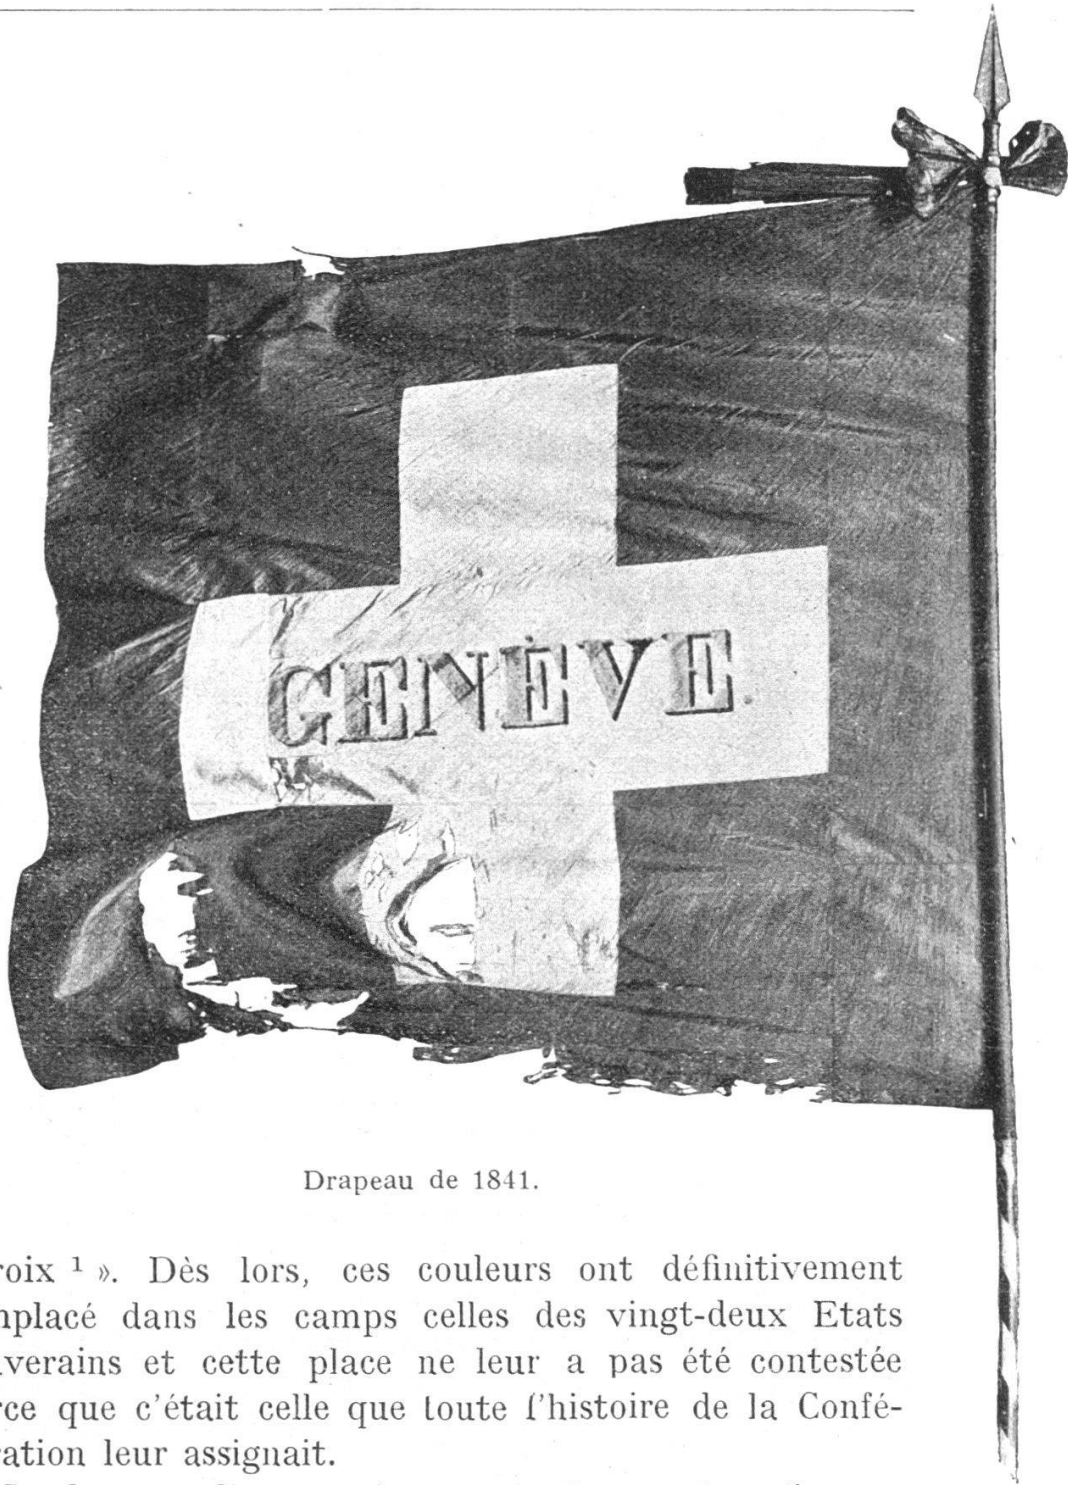 GENÈVE.
Drapeau de 1841.
roix ¹ ». Dès lors, ces couleurs ont définitivement
nplacé dans les camps celles des vingt-deux Etats
verains et cette place ne leur a pas été contestée
rce que c'était celle que toute l'histoire de la Confé-
ation leur assignait.